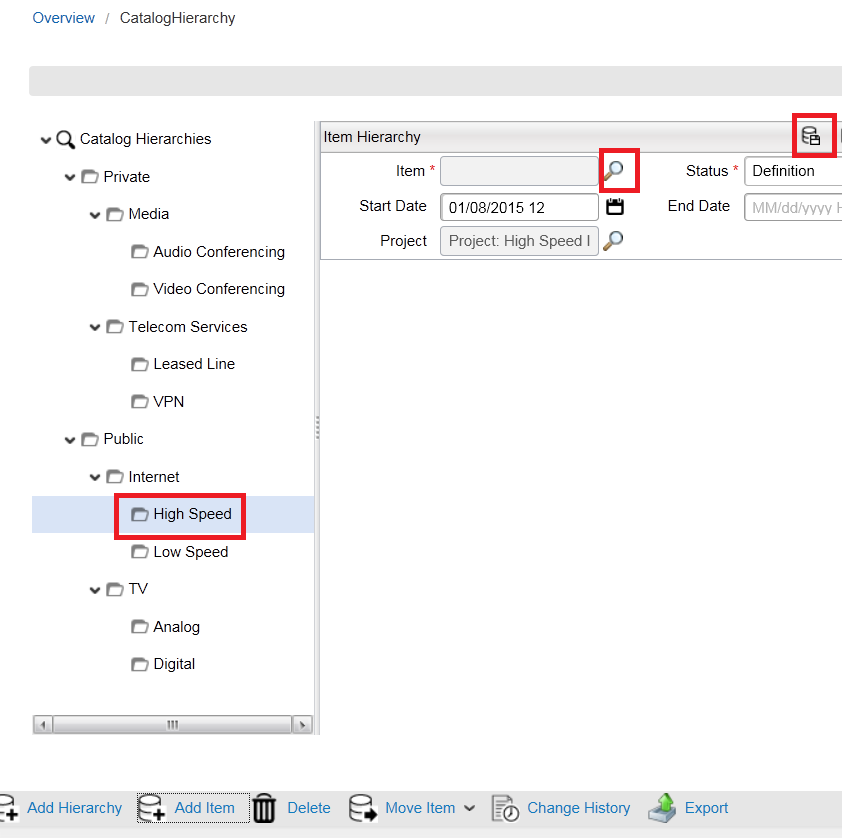 Overview / CatalogHierarchy
Catalog Hierarchies
Private
Media
Audio Conferencing
Video Conferencing
Telecom Services
Leased Line
VPN
Public
Internet
High Speed
Low Speed
TV
Analog
Digital
Item Hierarchy
Item * Status * Definition
Start Date 01/08/2015 12 End Date MM/dd/yyyy H
Project Project: High Speed I
Add Hierarchy Add Item Delete Move Item Change History Export